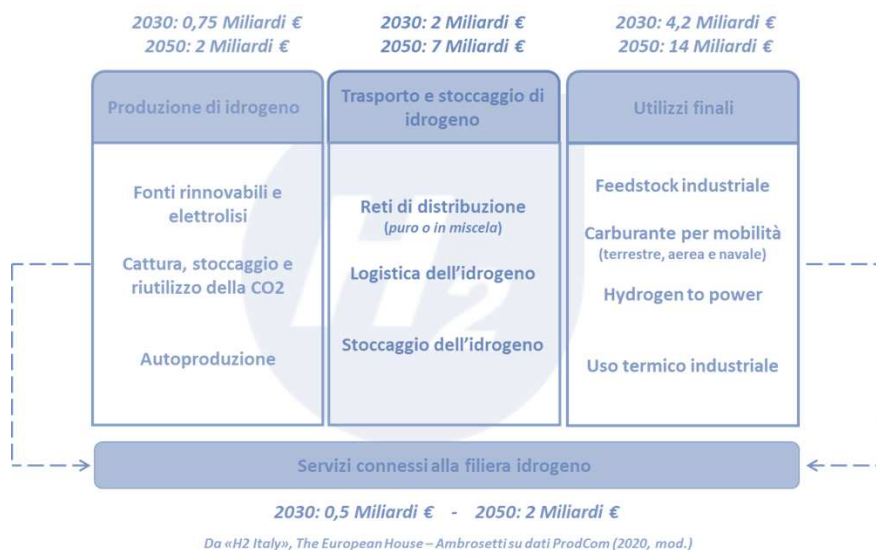 2030: 0,75 Miliardi €
2050: 2 Miliardi €
2030: 2 Miliardi €
2050: 7 Miliardi €
2030: 4,2 Miliardi €
2050: 14 Miliardi €
Produzione di idrogeno
Trasporto e stoccaggio di
idrogeno
Utilizzi finali
Fonti rinnovabili e
elettrolisi
Cattura, stoccaggio e
riutilizzo della CO2
Autoproduzione
Reti di distribuzione
(puro o in miscela)
Logistica dell’idrogeno
Stoccaggio dell’idrogeno
Feedstock industriale
Carburante per mobilità
(terrestre, aerea e navale)
Hydrogen to power
Uso termico industriale
H2
Servizi connessi alla filiera idrogeno
2030: 0,5 Miliardi € - 2050: 2 Miliardi €
Da «H2 Italy», The European House – Ambrosetti su dati ProdCom (2020, mod.)